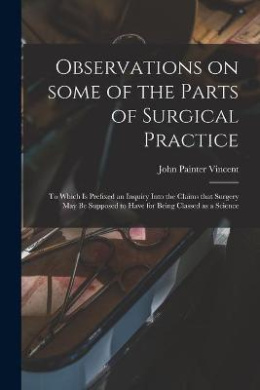 Observations on
some of the Parts
of Surgical
Practice
John Painter Vincent
To Which Is Prefixed an Inquiry Into the Claims that Surgery
May Be Supposed to Have for Being Classed as a Science